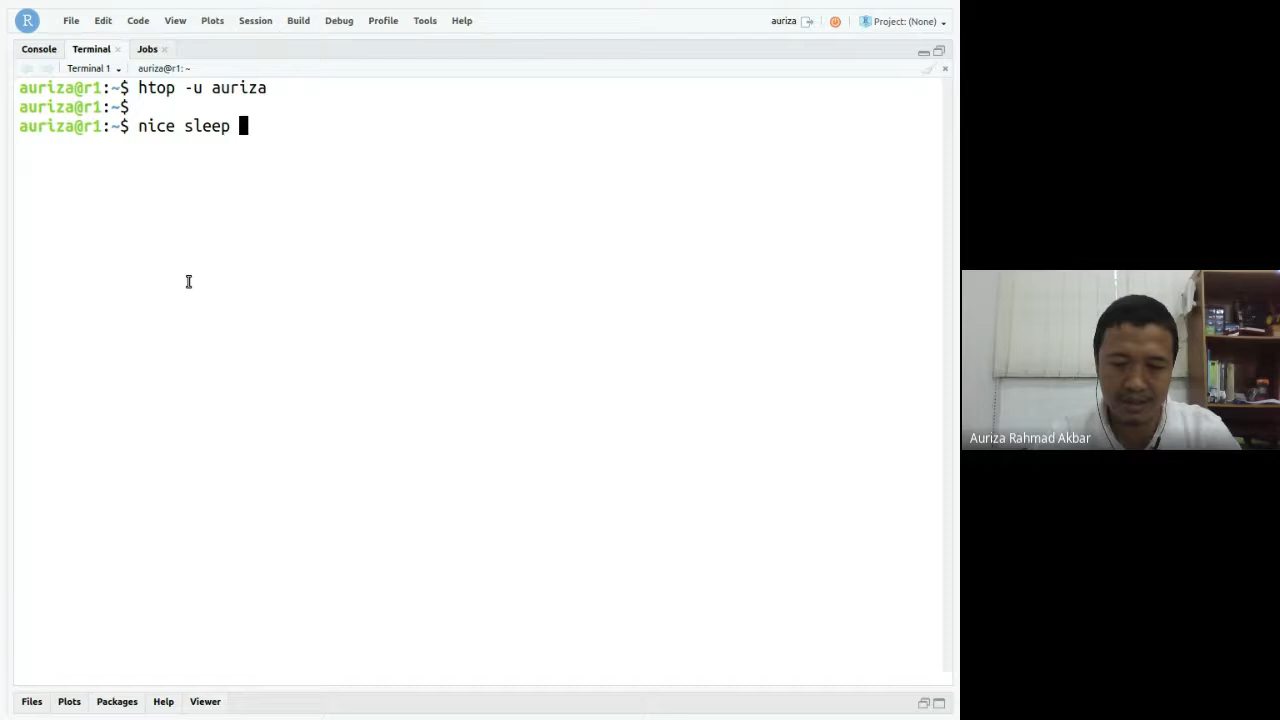 R File Edit Code View Plots Session Build Debug Profile Tools Help auriza Project: (None)
Console Terminal Jobs
Terminal 1 auriza@r1: ~
auriza@r1:~$ htop -u auriza
auriza@r1:~$
auriza@r1:~$ nice sleep
Auriza Rahmad Akbar
Files Plots Packages Help Viewer